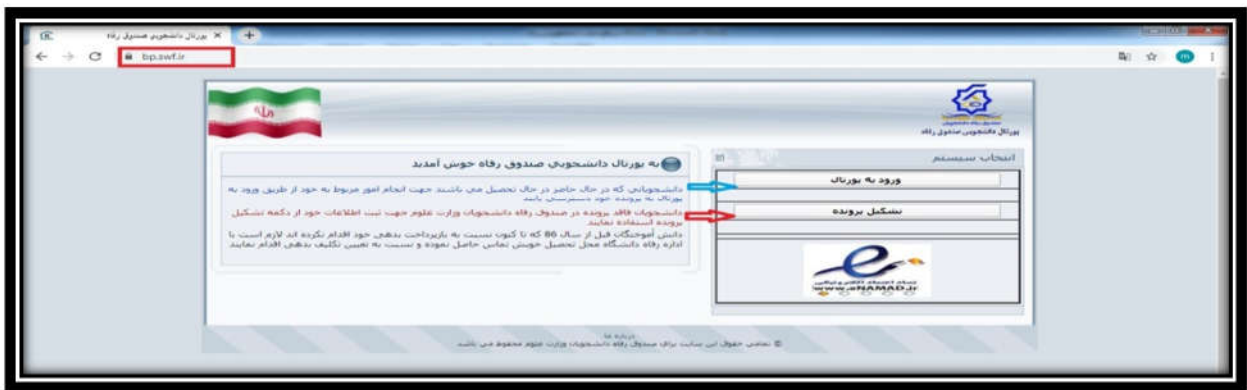 پورتال دانشجویی صندوق رفاه
bp.swf.ir
m
پورتال دانشجویی صندوق رفاه
انتخاب سیستم
ورود به پورتال
تشکیل پرونده
www.eNAMAD.ir
به پورتال دانشجویی صندوق رفاه خوش آمدید
دانشجویانی که در حال حاضر در حال تحصیل می باشند جهت انجام امور مربوط به خود از طریق ورود به
پورتال به پرونده خود دسترسی یابند
دانشجویان فاقد پرونده در صندوق رفاه دانشجویان وزارت علوم جهت ثبت اطلاعات خود از دکمه تشکیل
پرونده استفاده نمایند
دانش آموختگان قبل از سال 86 که تا کنون نسبت به بازپرداخت بدهی خود اقدام نکرده اند لازم است با
اداره رفاه دانشگاه محل تحصیل خویش تماس حاصل نموده و نسبت به تعیین تکلیف بدهی اقدام نمایند
درباره ما
© تمامی حقوق این سایت برای صندوق رفاه دانشجویان وزارت علوم محفوظ می باشد